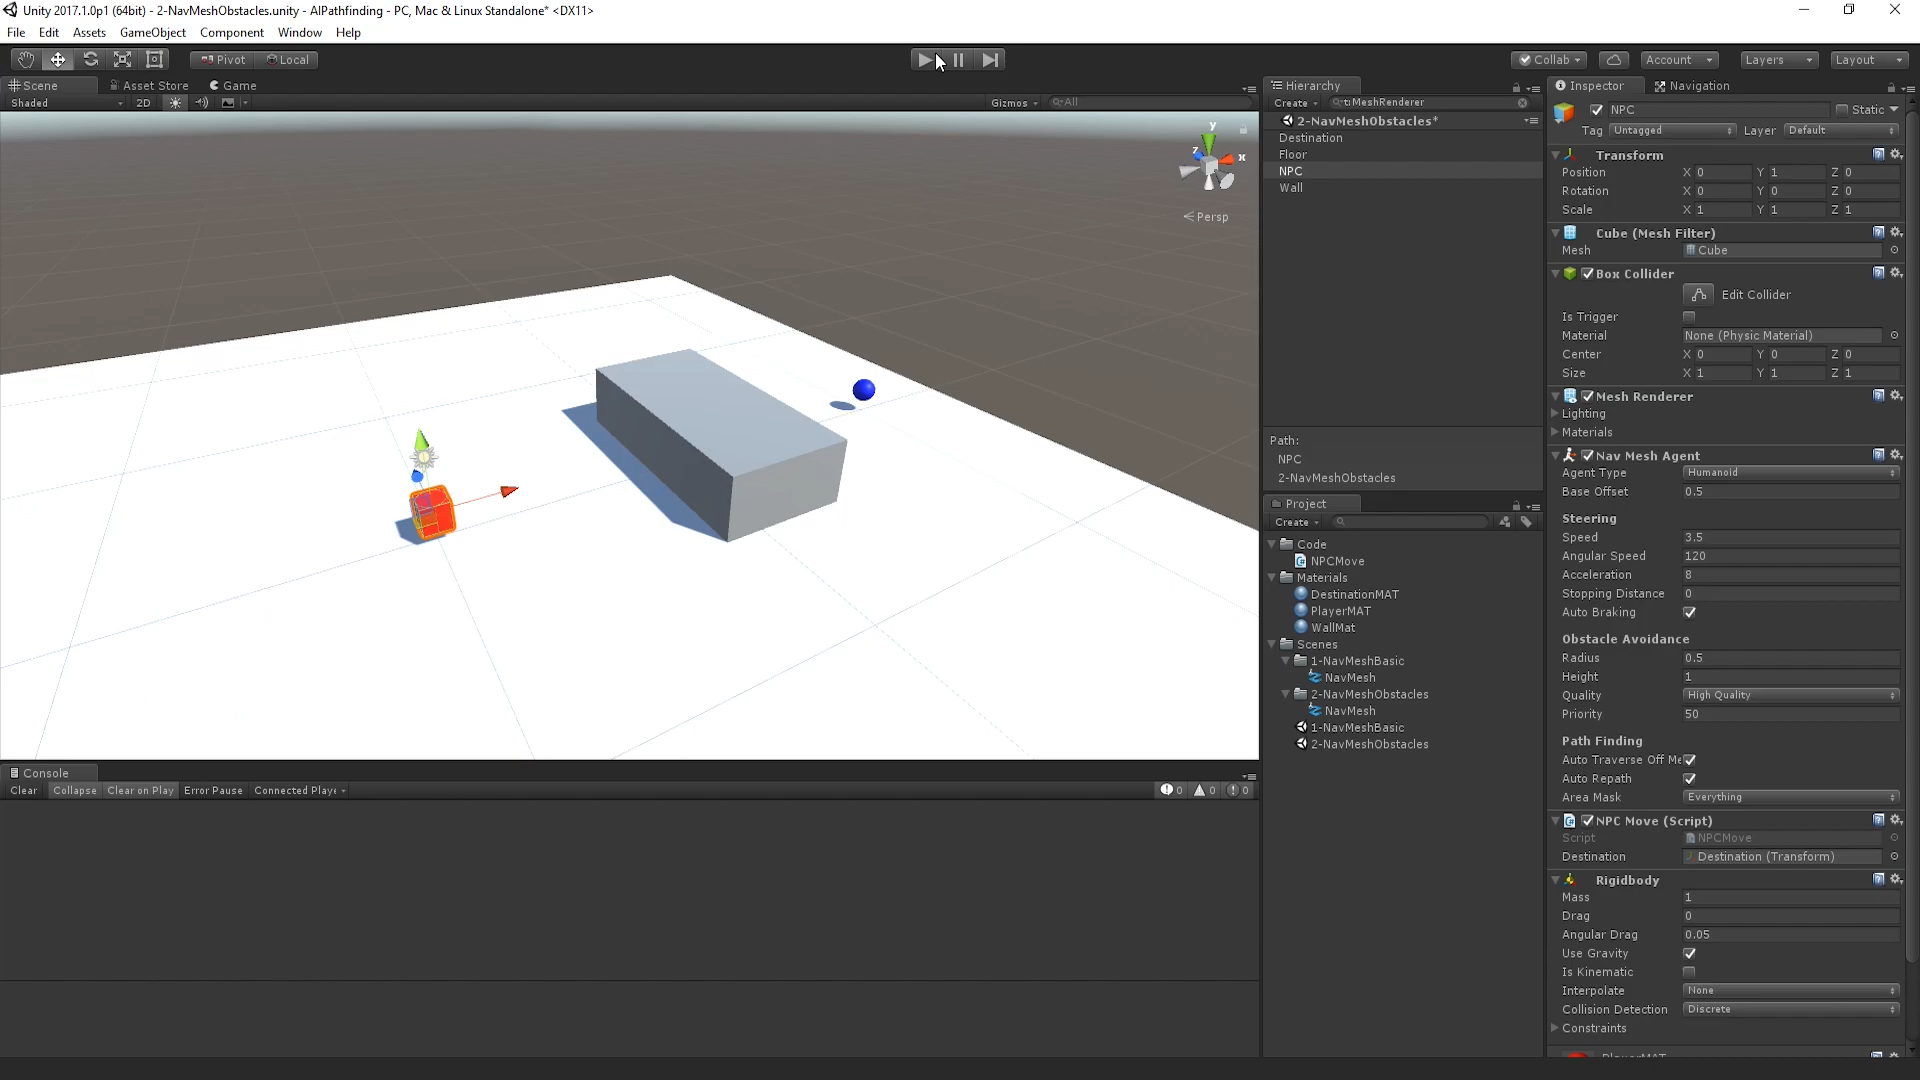 Unity 2017.1.0p1 (64bit) - 2-NavMeshObstacles.unity - AIPathfinding - PC, Mac & Linux Standalone* <DX11>
File Edit Assets GameObject Component Window Help
Pivot Local Collab Account Layers Layout
Scene Asset Store Game
Shaded 2D Gizmos All
y
z
x
Persp
Hierarchy
Create t:MeshRenderer
2-NavMeshObstacles*
Destination
Floor
NPC
Wall
Path:
NPC
2-NavMeshObstacles
Project
Create
Code
NPCMove
Materials
DestinationMAT
PlayerMAT
WallMat
Scenes
1-NavMeshBasic
NavMesh
2-NavMeshObstacles
NavMesh
1-NavMeshBasic
2-NavMeshObstacles
Inspector Navigation
NPC Static
Tag Untagged Layer Default
Transform
Position X 0 Y 1 Z 0
Rotation X 0 Y 0 Z 0
Scale X 1 Y 1 Z 1
Cube (Mesh Filter)
Mesh Cube
Box Collider
Edit Collider
Is Trigger
Material None (Physic Material)
Center X 0 Y 0 Z 0
Size X 1 Y 1 Z 1
Mesh Renderer
Lighting
Materials
Nav Mesh Agent
Agent Type Humanoid
Base Offset 0.5
Steering
Speed 3.5
Angular Speed 120
Acceleration 8
Stopping Distance 0
Auto Braking
Obstacle Avoidance
Radius 0.5
Height 1
Quality High Quality
Priority 50
Path Finding
Auto Traverse Off Me
Auto Repath
Area Mask Everything
NPC Move (Script)
Script NPCMove
Destination Destination (Transform)
Rigidbody
Mass 1
Drag 0
Angular Drag 0.05
Use Gravity
Is Kinematic
Interpolate None
Collision Detection Discrete
Constraints
Console
Clear Collapse Clear on Play Error Pause Connected Playe 0 0 0